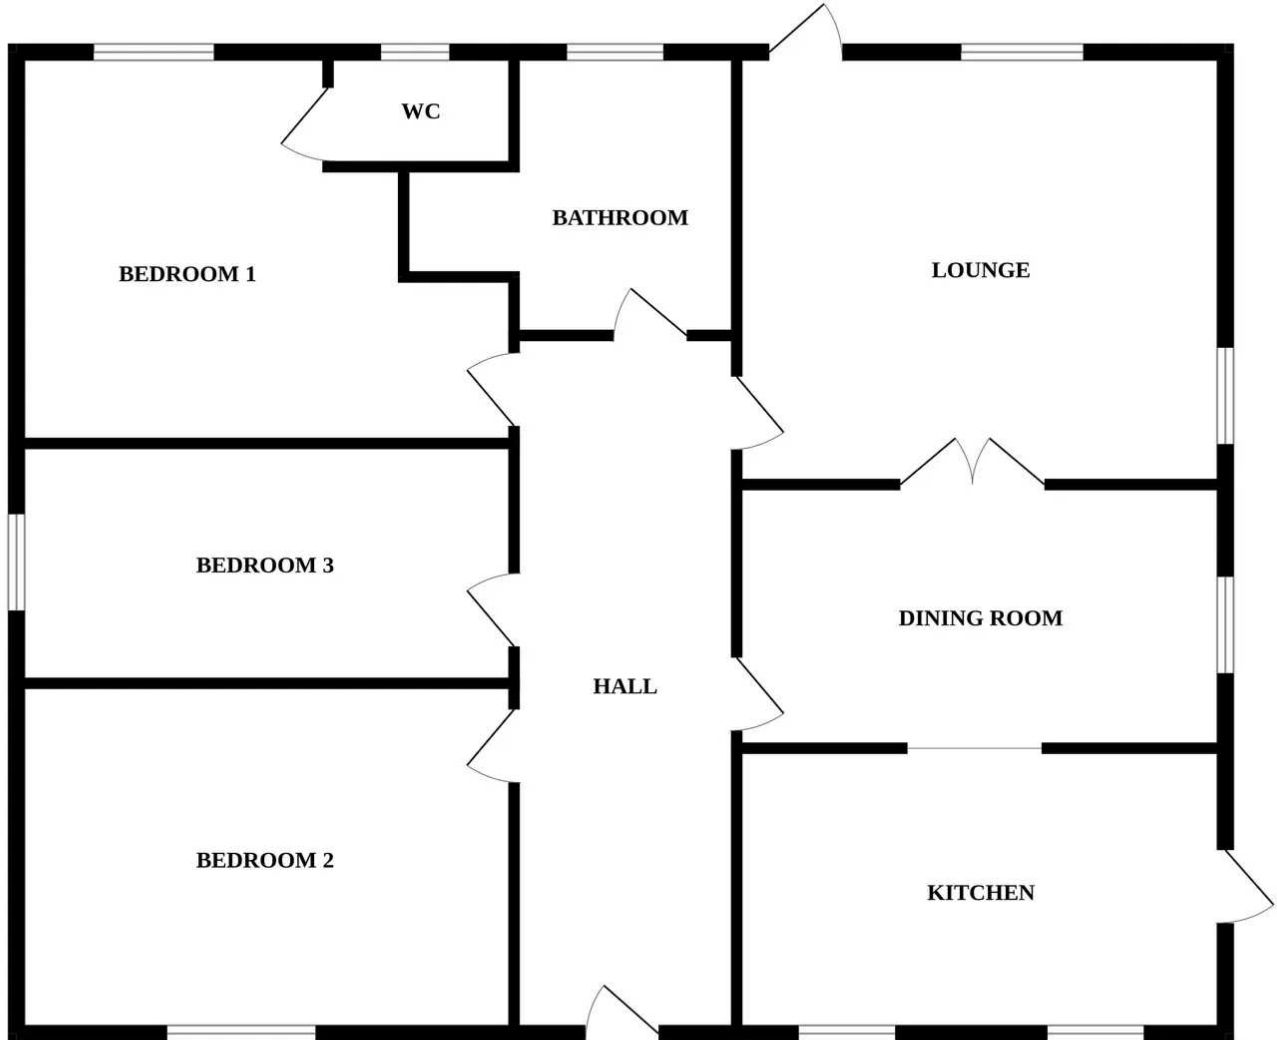 WC
BATHROOM
BEDROOM 1
LOUNGE
BEDROOM 3
DINING ROOM
HALL
BEDROOM 2
KITCHEN